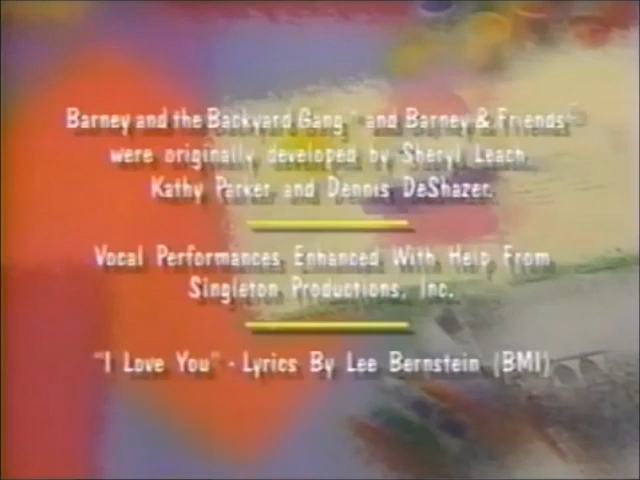 Barney and the Backyard Gang™ and Barney & Friends™
were originally developed by Sheryl Leach,
Kathy Parker and Dennis DeShazer.
Vocal Performances Enhanced With Help From
Singleton Productions, Inc.
"I Love You" - Lyrics By Lee Bernstein (BMI)